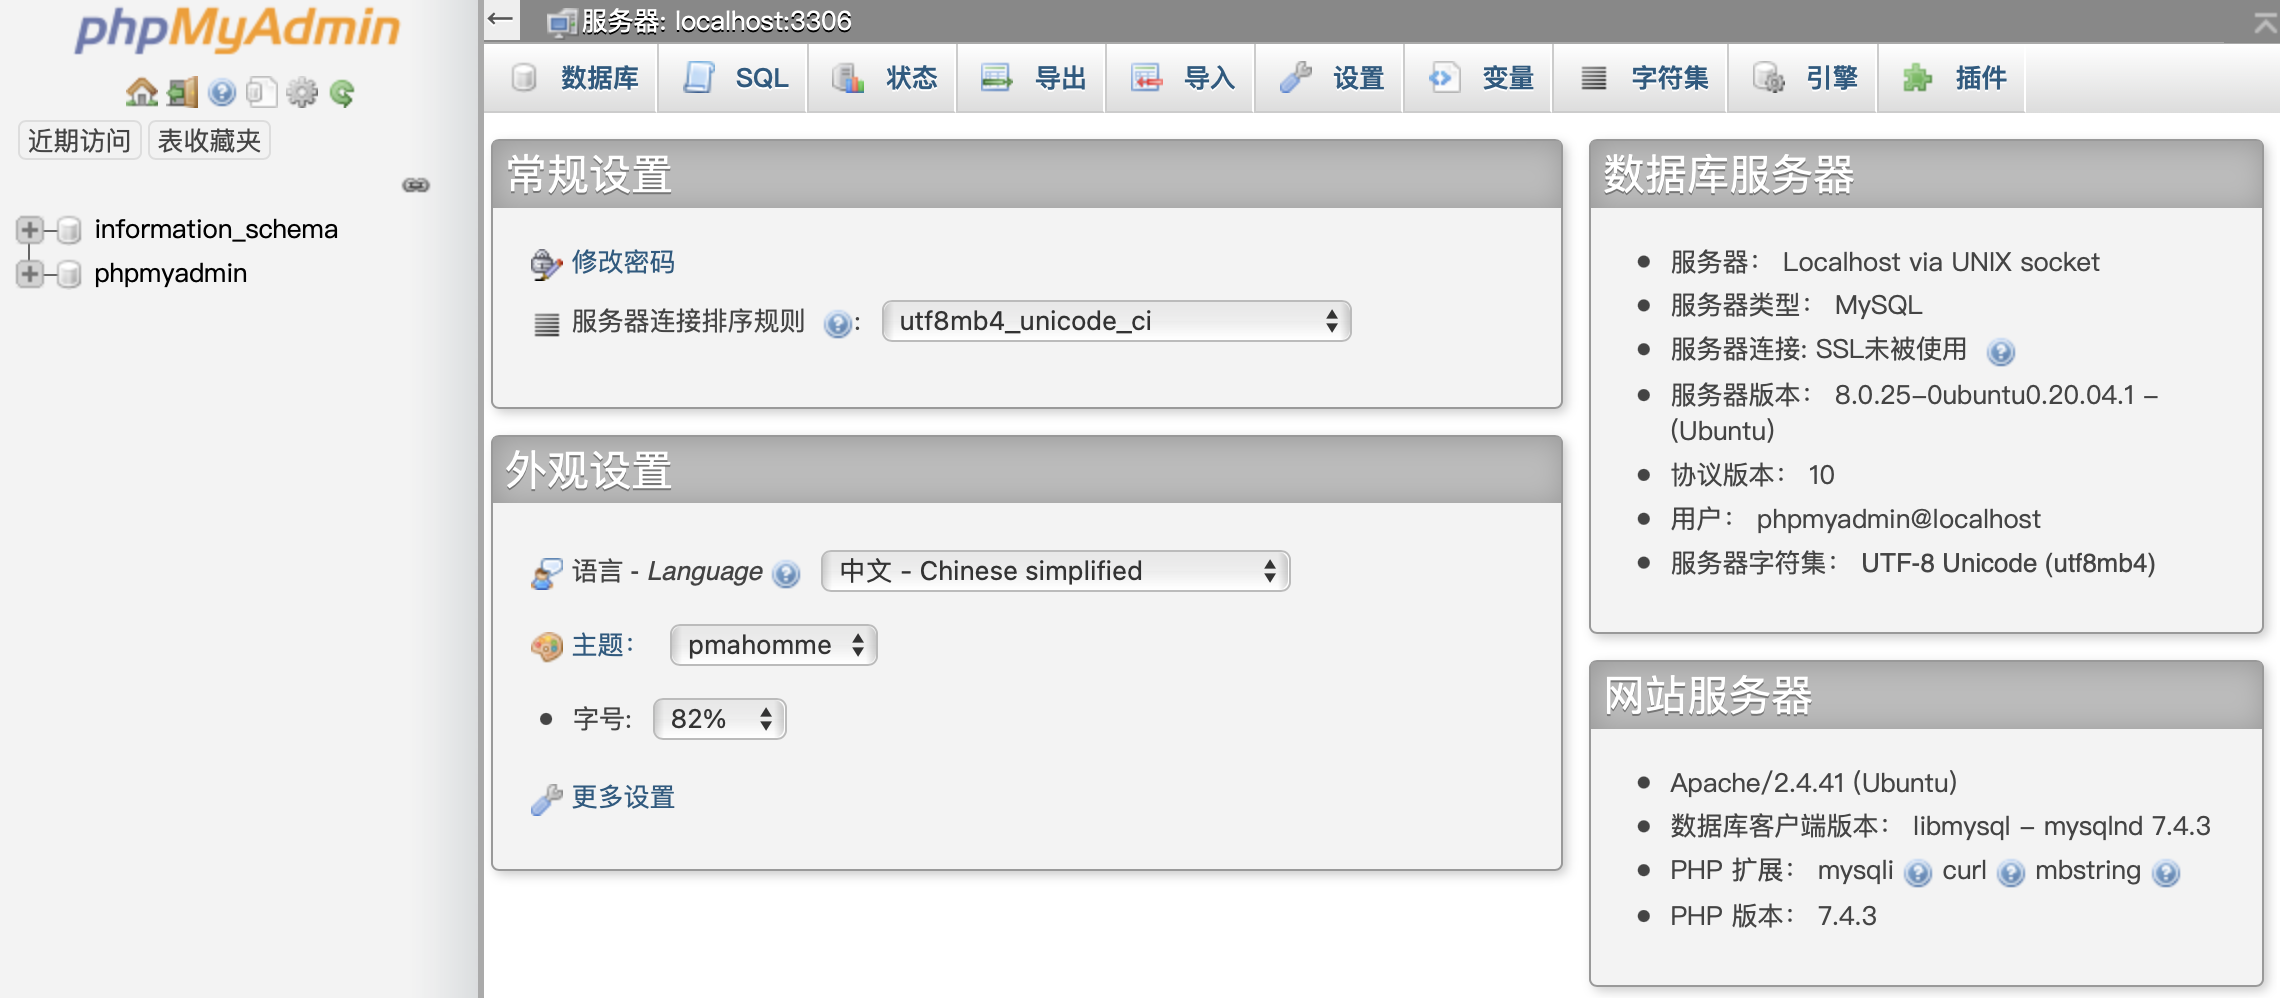 phpMyAdmin
近期访问 表收藏夹
information_schema
phpmyadmin
服务器: localhost:3306
数据库 SQL 状态 导出 导入 设置 变量 字符集 引擎 插件
常规设置
修改密码
服务器连接排序规则 : utf8mb4_unicode_ci
外观设置
语言 - Language 中文 - Chinese simplified
主题: pmahomme
字号: 82%
更多设置
数据库服务器
服务器: Localhost via UNIX socket
服务器类型: MySQL
服务器连接: SSL未被使用
服务器版本: 8.0.25-0ubuntu0.20.04.1 -
(Ubuntu)
协议版本: 10
用户: phpmyadmin@localhost
服务器字符集: UTF-8 Unicode (utf8mb4)
网站服务器
Apache/2.4.41 (Ubuntu)
数据库客户端版本: libmysql - mysqlnd 7.4.3
PHP 扩展: mysqli curl mbstring
PHP 版本: 7.4.3